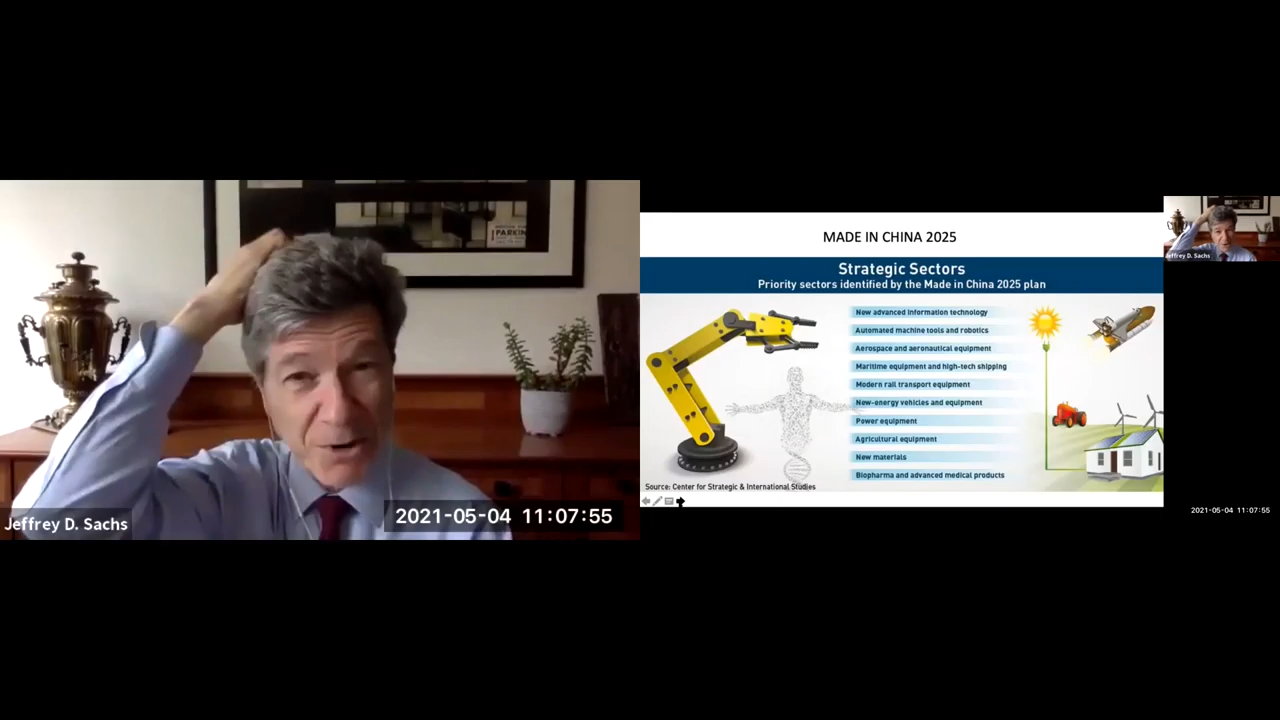 PARKIN
Jeffrey D. Sachs
2021-05-04 11:07:55
MADE IN CHINA 2025
Strategic Sectors
Priority sectors identified by the Made in China 2025 plan
New advanced information technology
Automated machine tools and robotics
Aerospace and aeronautical equipment
Maritime equipment and high-tech shipping
Modern rail transport equipment
New-energy vehicles and equipment
Power equipment
Agricultural equipment
New materials
Biopharma and advanced medical products
Source: Center for Strategic & International Studies
Jeffrey D. Sachs
2021-05-04 11:07:55